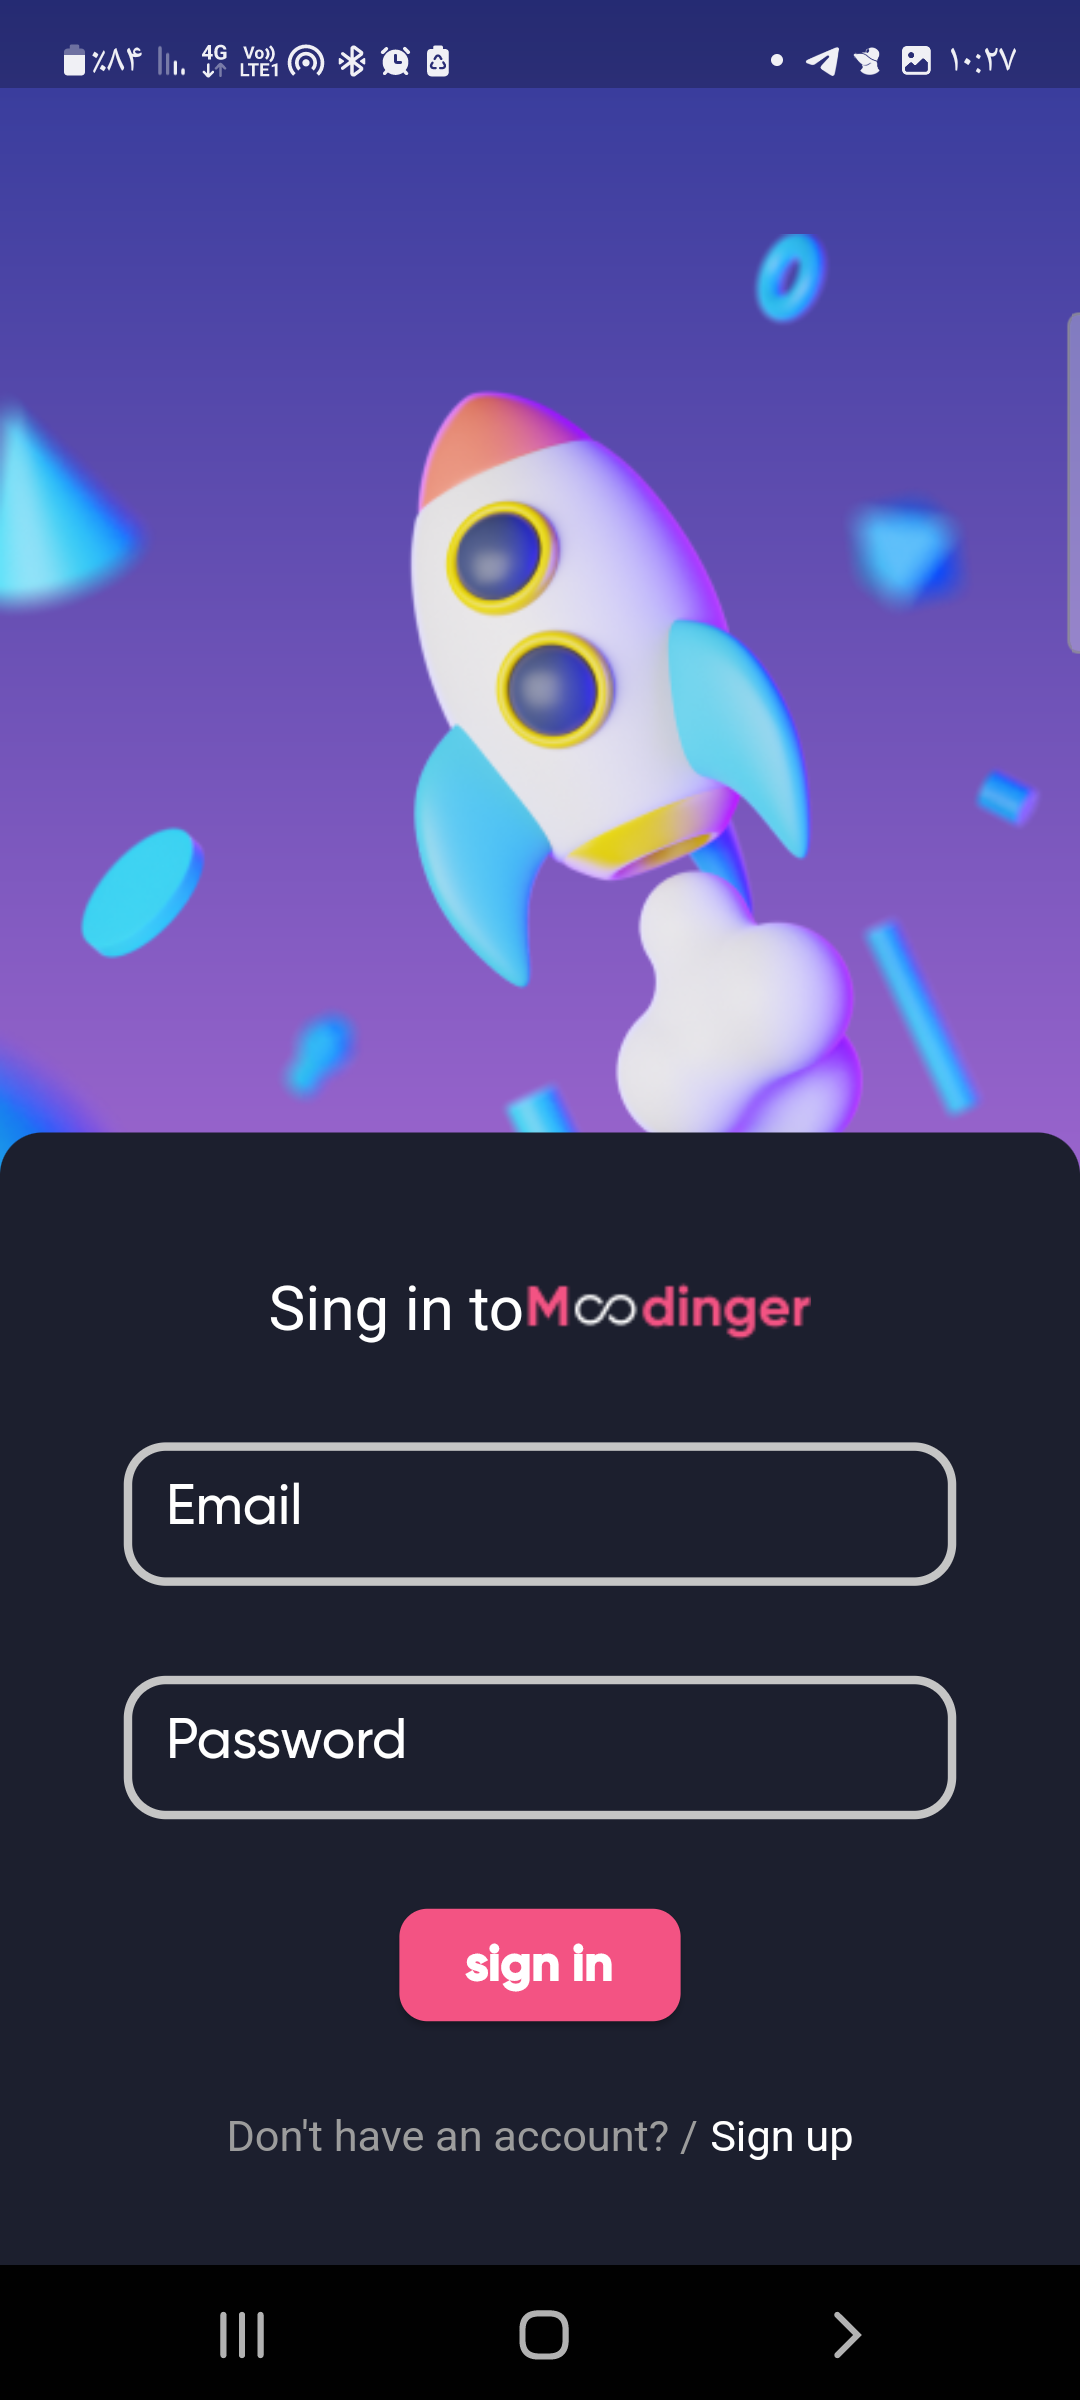 ٪۸۴ 4G Vo)) LTE1 ۱۰:۲۷
Sing in to M∞dinger
Email
Password
sign in
Don't have an account? / Sign up